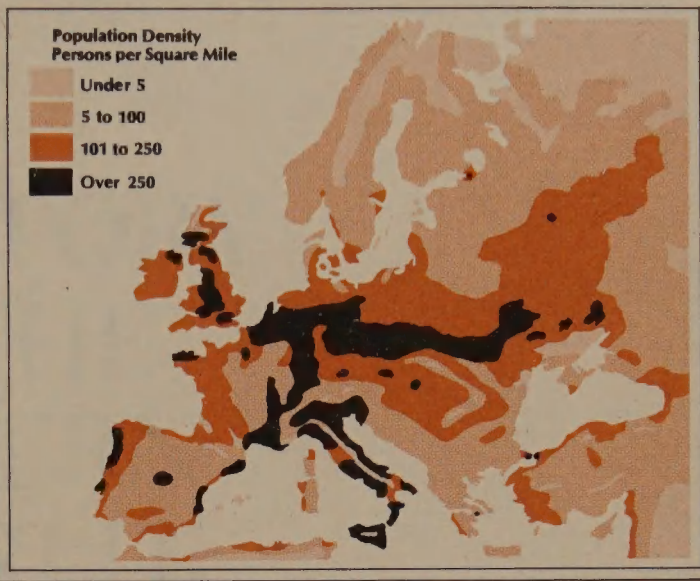 Population Density
Persons per Square Mile
Under 5
5 to 100
101 to 250
Over 250